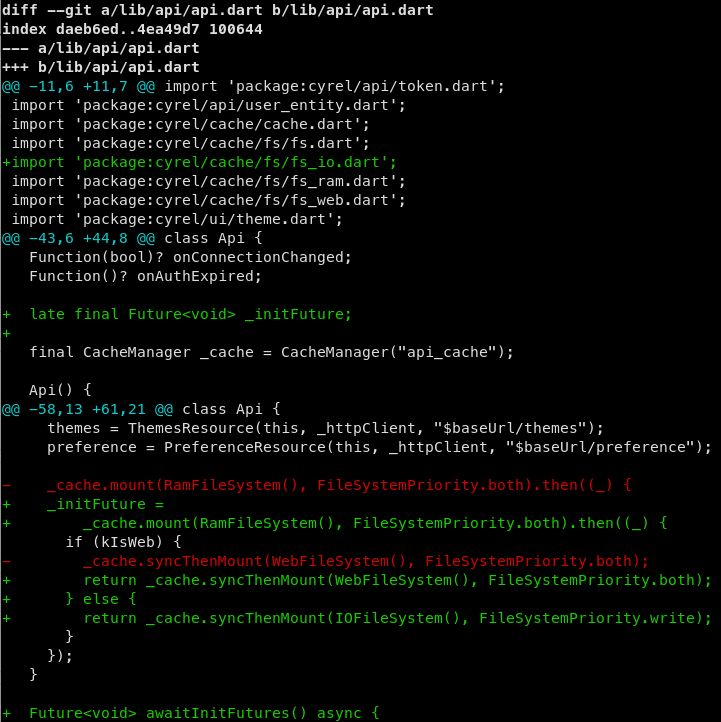 diff --git a/lib/api/api.dart b/lib/api/api.dart
index daeb6ed..4ea49d7 100644
--- a/lib/api/api.dart
+++ b/lib/api/api.dart
@@ -11,6 +11,7 @@ import 'package:cyrel/api/token.dart';
 import 'package:cyrel/api/user_entity.dart';
 import 'package:cyrel/cache/cache.dart';
 import 'package:cyrel/cache/fs/fs.dart';
+import 'package:cyrel/cache/fs/fs_io.dart';
 import 'package:cyrel/cache/fs/fs_ram.dart';
 import 'package:cyrel/cache/fs/fs_web.dart';
 import 'package:cyrel/ui/theme.dart';
@@ -43,6 +44,8 @@ class Api {
   Function(bool)? onConnectionChanged;
   Function()? onAuthExpired;

+  late final Future<void> _initFuture;
+
   final CacheManager _cache = CacheManager("api_cache");

   Api() {
@@ -58,13 +61,21 @@ class Api {
     themes = ThemesResource(this, _httpClient, "$baseUrl/themes");
     preference = PreferenceResource(this, _httpClient, "$baseUrl/preference");

-    _cache.mount(RamFileSystem(), FileSystemPriority.both).then((_) {
+    _initFuture =
+        _cache.mount(RamFileSystem(), FileSystemPriority.both).then((_) {
       if (kIsWeb) {
-        _cache.syncThenMount(WebFileSystem(), FileSystemPriority.both);
+        return _cache.syncThenMount(WebFileSystem(), FileSystemPriority.both);
+      } else {
+        return _cache.syncThenMount(IOFileSystem(), FileSystemPriority.write);
       }
     });
   }

+  Future<void> awaitInitFutures() async {